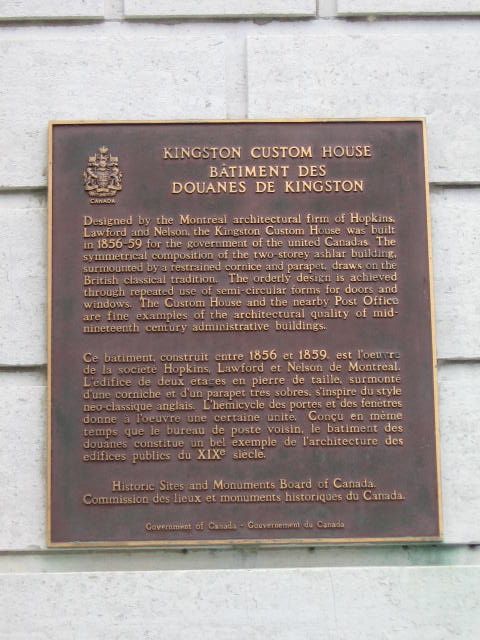 KINGSTON CUSTOM HOUSE
BÂTIMENT DES
DOUANES DE KINGSTON
CANADA
Designed by the Montreal architectural firm of Hopkins,
Lawford and Nelson, the Kingston Custom House was built
in 1856-59 for the government of the united Canadas. The
symmetrical composition of the two-storey ashlar building,
surmounted by a restrained cornice and parapet, draws on the
British classical tradition. The orderly design is achieved
through repeated use of semi-circular forms for doors and
windows. The Custom House and the nearby Post Office
are fine examples of the architectural quality of mid-
nineteenth century administrative buildings.
Ce bâtiment, construit entre 1856 et 1859, est l'oeuvre
de la société Hopkins, Lawford et Nelson de Montréal.
L'édifice de deux étages en pierre de taille, surmonté
d'une corniche et d'un parapet très sobres, s'inspire du style
néo-classique anglais. L'hémicycle des portes et des fenêtres
donne à l'oeuvre une certaine unité. Conçu en même
temps que le bureau de poste voisin, le bâtiment des
douanes constitue un bel exemple de l'architecture des
édifices publics du XIXe siècle.
Historic Sites and Monuments Board of Canada.
Commission des lieux et monuments historiques du Canada.
Government of Canada - Gouvernement du Canada